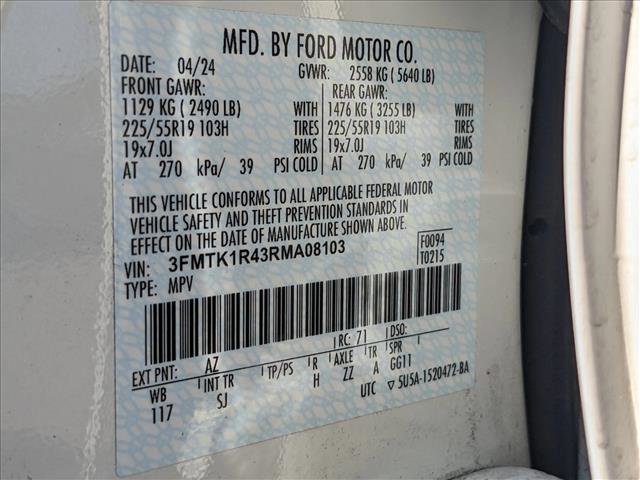 MFD. BY FORD MOTOR CO.
DATE: 04/24 GVWR: 2558 KG ( 5640 LB)
FRONT GAWR: REAR GAWR:
1129 KG ( 2490 LB) WITH 1476 KG ( 3255 LB) WITH
225/55R19 103H TIRES 225/55R19 103H TIRES
19x7.0J RIMS 19x7.0J RIMS
AT 270 kPa/ 39 PSI COLD AT 270 kPa/ 39 PSI COLD
THIS VEHICLE CONFORMS TO ALL APPLICABLE FEDERAL MOTOR
VEHICLE SAFETY AND THEFT PREVENTION STANDARDS IN
EFFECT ON THE DATE OF MANUFACTURE SHOWN ABOVE.
VIN: 3FMTK1R43RMA08103 F0094
TYPE: MPV T0215
EXT PNT: AZ RC: 71 DSO:
WB INT TR TP/PS R AXLE TR SPR
117 SJ H ZZ A GG11
UTC ▽ 5U5A-1520472-BA